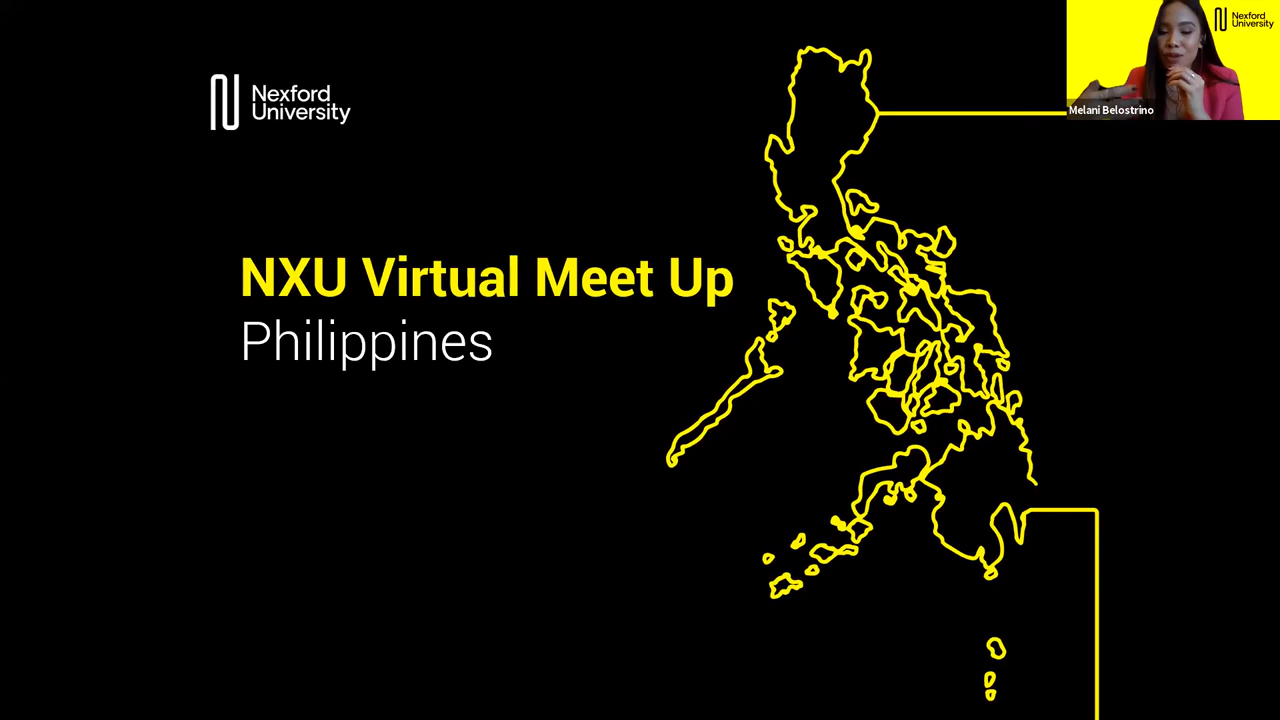 Nexford
University
NXU Virtual Meet Up
Philippines
Nexford
University
Melani Belostrino